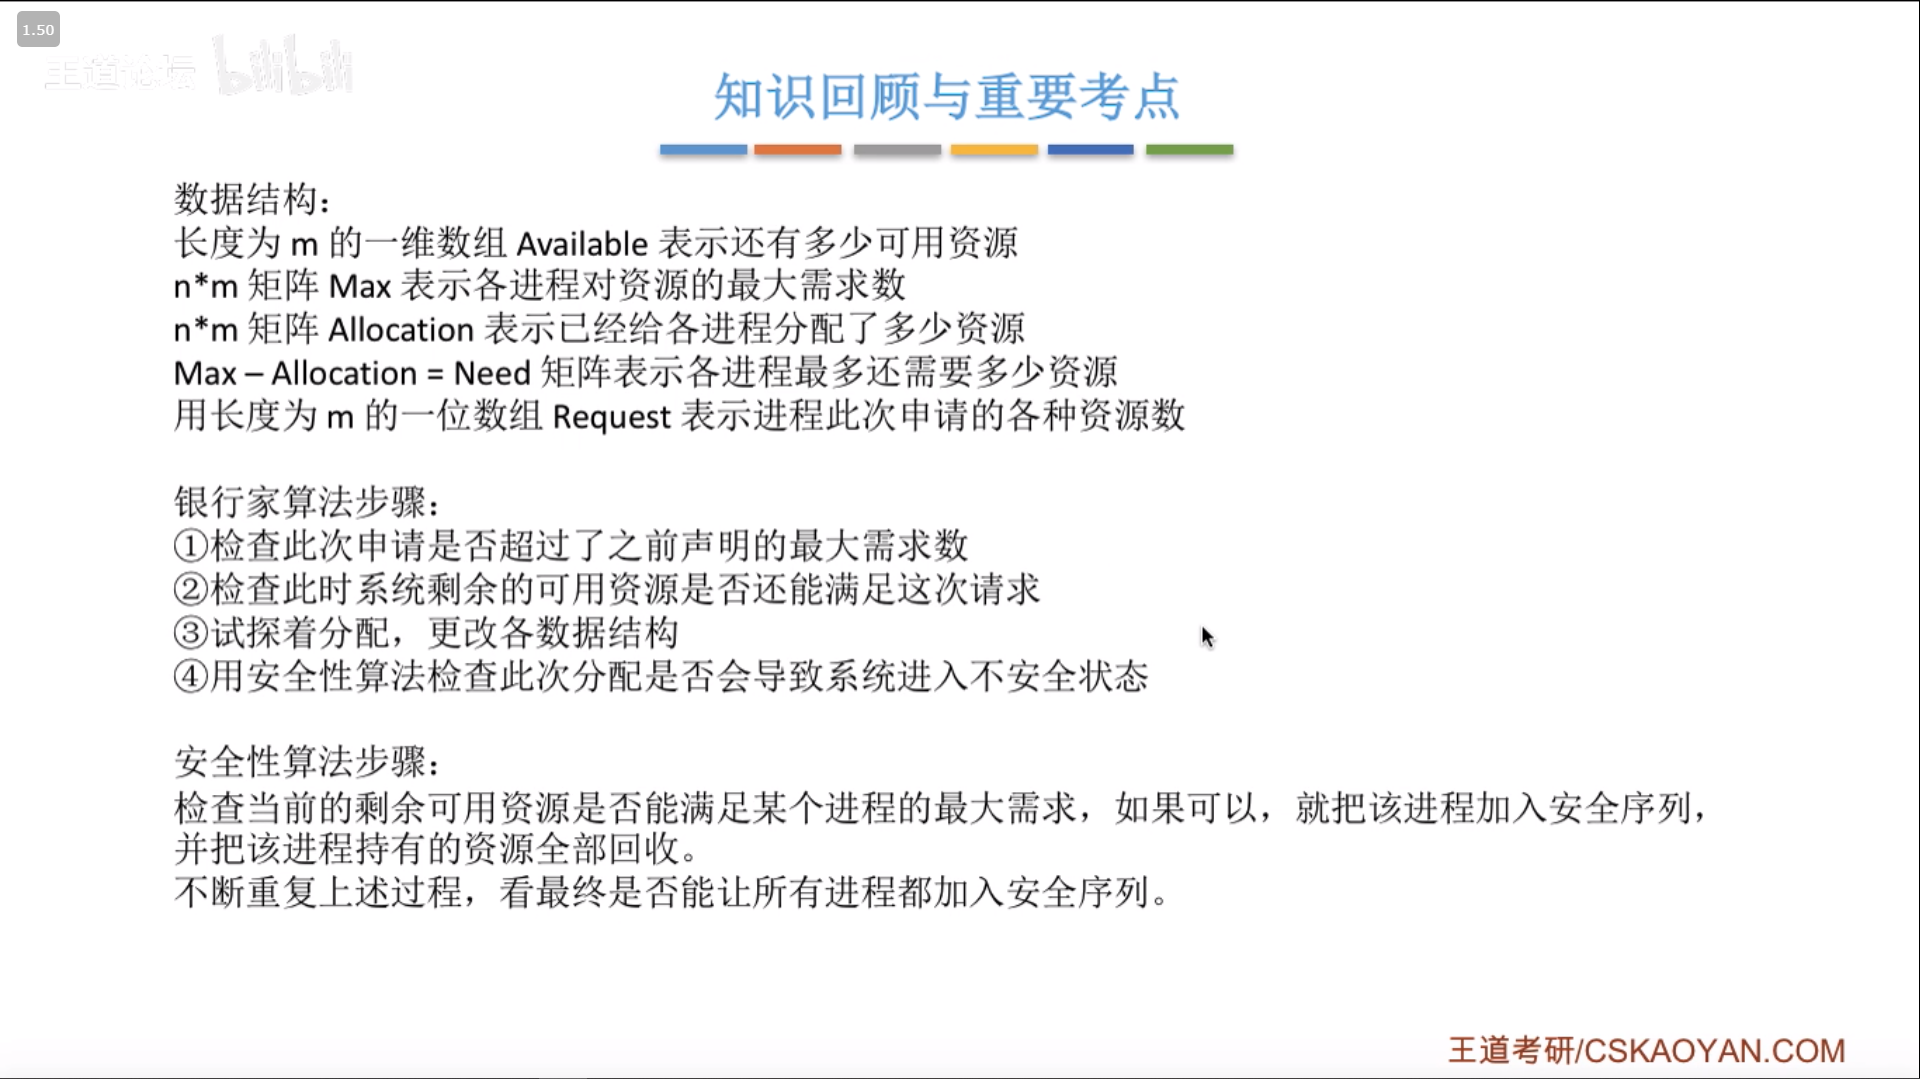 1.50
王道论坛 bilibili
知识回顾与重要考点
数据结构：
长度为 m 的一维数组 Available 表示还有多少可用资源
n*m 矩阵 Max 表示各进程对资源的最大需求数
n*m 矩阵 Allocation 表示已经给各进程分配了多少资源
Max – Allocation = Need 矩阵表示各进程最多还需要多少资源
用长度为 m 的一位数组 Request 表示进程此次申请的各种资源数
银行家算法步骤：
①检查此次申请是否超过了之前声明的最大需求数
②检查此时系统剩余的可用资源是否还能满足这次请求
③试探着分配，更改各数据结构
④用安全性算法检查此次分配是否会导致系统进入不安全状态
安全性算法步骤：
检查当前的剩余可用资源是否能满足某个进程的最大需求，如果可以，就把该进程加入安全序列，
并把该进程持有的资源全部回收。
不断重复上述过程，看最终是否能让所有进程都加入安全序列。
王道考研/CSKAOYAN.COM